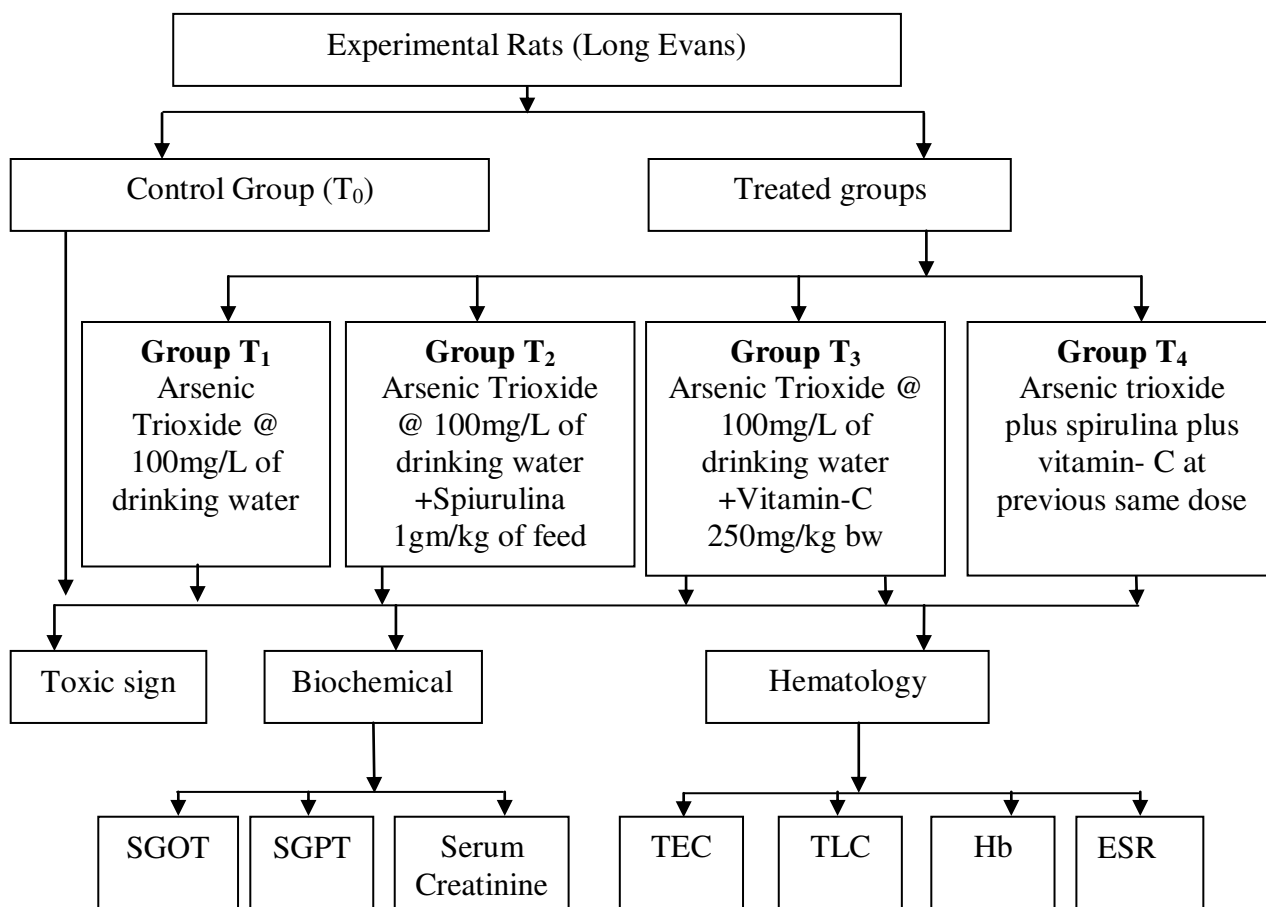 Experimental Rats (Long Evans)
Control Group (T₀)
Treated groups
Group T₁
Arsenic
Trioxide @
100mg/L of
drinking water
Group T₂
Arsenic Trioxide
@ 100mg/L of
drinking water
+Spiurulina
1gm/kg of feed
Group T₃
Arsenic Trioxide @
100mg/L of
drinking water
+Vitamin-C
250mg/kg bw
Group T₄
Arsenic trioxide
plus spirulina plus
vitamin- C at
previous same dose
Toxic sign
Biochemical
Hematology
SGOT
SGPT
Serum
Creatinine
TEC
TLC
Hb
ESR